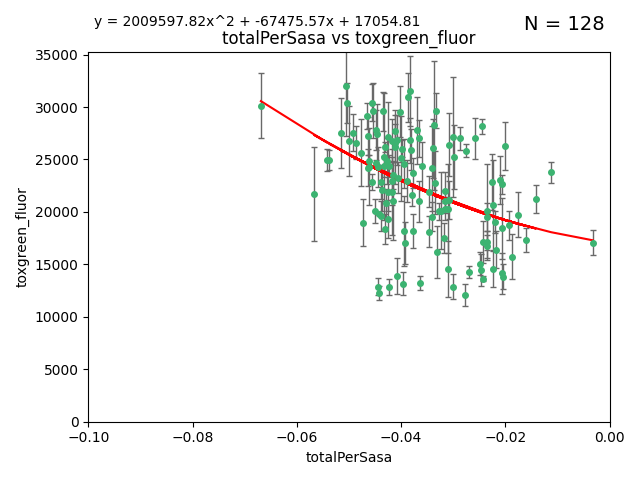 y = 2009597.82x^2 + -67475.57x + 17054.81
N = 128
totalPerSasa vs toxgreen_fluor
35000
30000
25000
20000
15000
10000
5000
0
toxgreen_fluor
−0.10
−0.08
−0.06
−0.04
−0.02
0.00
totalPerSasa